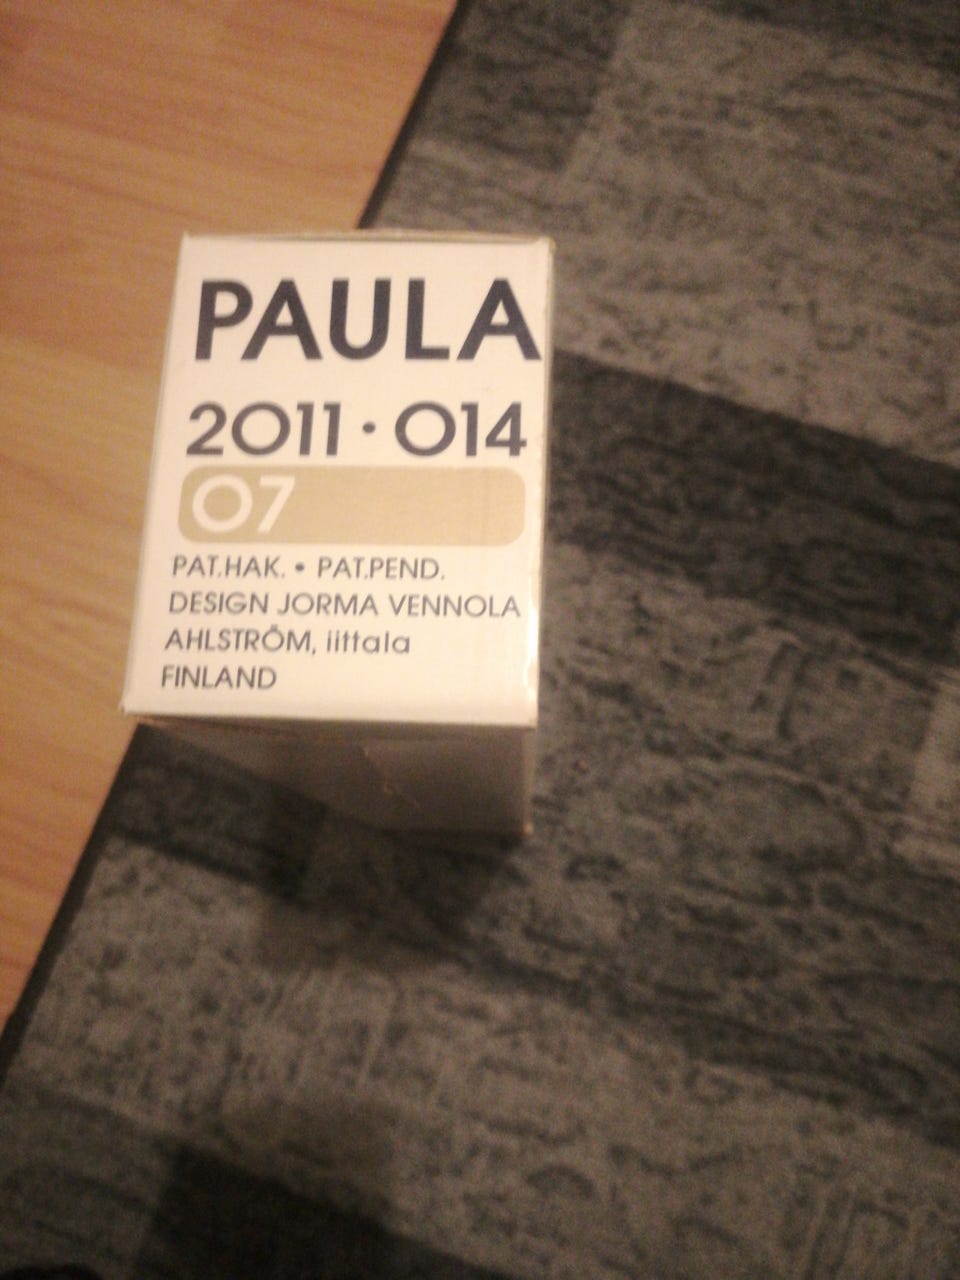 PAULA
2011 · 014
07
PAT.HAK. • PAT.PEND.
DESIGN JORMA VENNOLA
AHLSTRÖM, iittala
FINLAND